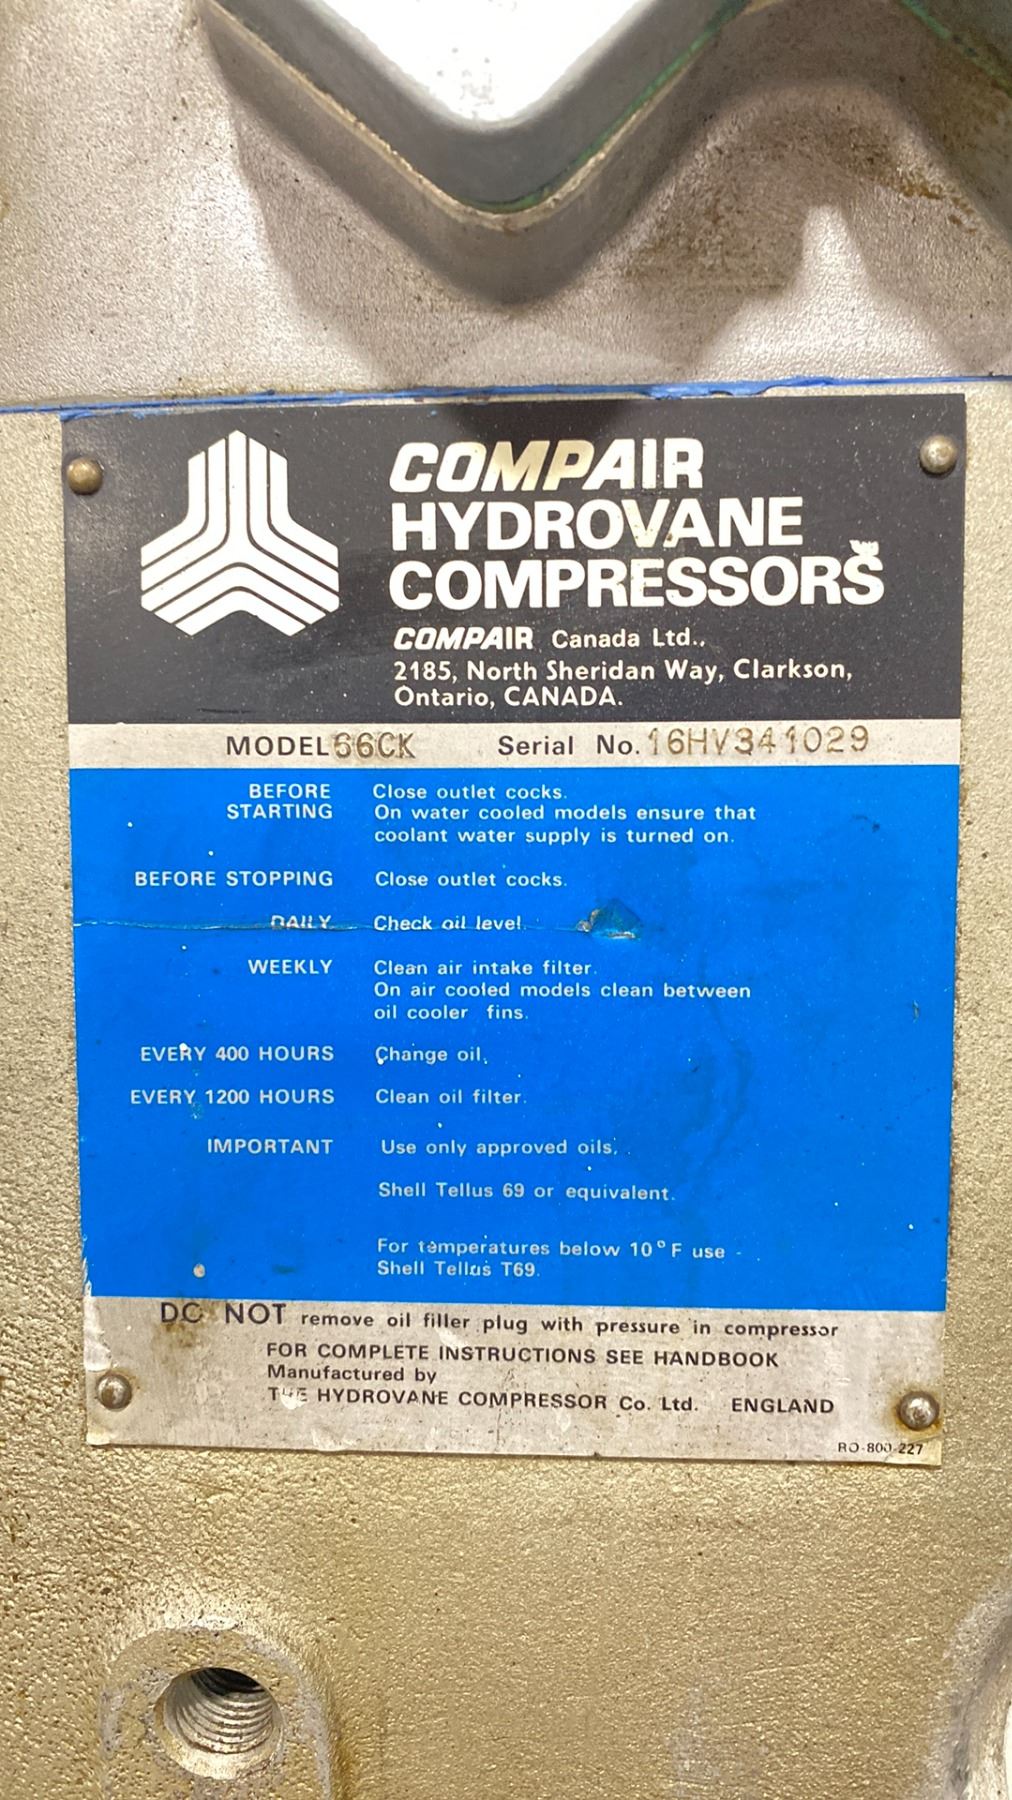 COMPAIR
HYDROVANE
COMPRESSORS
COMPAIR Canada Ltd.,
2185, North Sheridan Way, Clarkson,
Ontario, CANADA.
MODEL 66CK Serial No. 16HV341029
BEFORE Close outlet cocks.
STARTING On water cooled models ensure that
coolant water supply is turned on.
BEFORE STOPPING Close outlet cocks.
DAILY Check oil level.
WEEKLY Clean air intake filter.
On air cooled models clean between
oil cooler fins.
EVERY 400 HOURS Change oil.
EVERY 1200 HOURS Clean oil filter.
IMPORTANT Use only approved oils.
Shell Tellus 69 or equivalent.
For temperatures below 10°F use -
Shell Tellus T69.
DO NOT remove oil filler plug with pressure in compressor
FOR COMPLETE INSTRUCTIONS SEE HANDBOOK
Manufactured by
THE HYDROVANE COMPRESSOR Co. Ltd. ENGLAND
RO-800-227